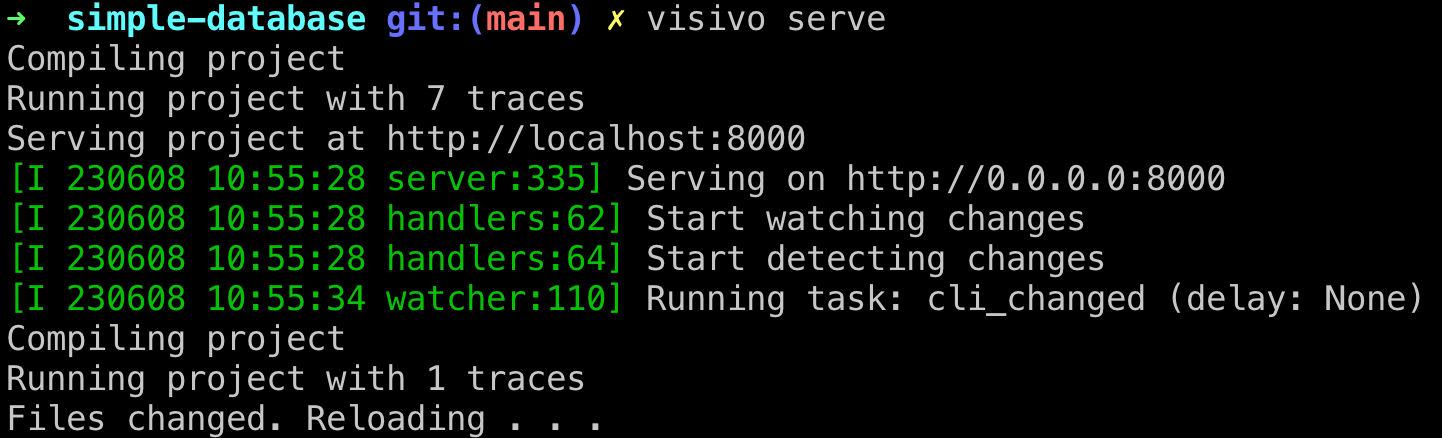 ➜  simple-database git:(main) ✗ visivo serve
Compiling project
Running project with 7 traces
Serving project at http://localhost:8000
[I 230608 10:55:28 server:335] Serving on http://0.0.0.0:8000
[I 230608 10:55:28 handlers:62] Start watching changes
[I 230608 10:55:28 handlers:64] Start detecting changes
[I 230608 10:55:34 watcher:110] Running task: cli_changed (delay: None)
Compiling project
Running project with 1 traces
Files changed. Reloading . . .